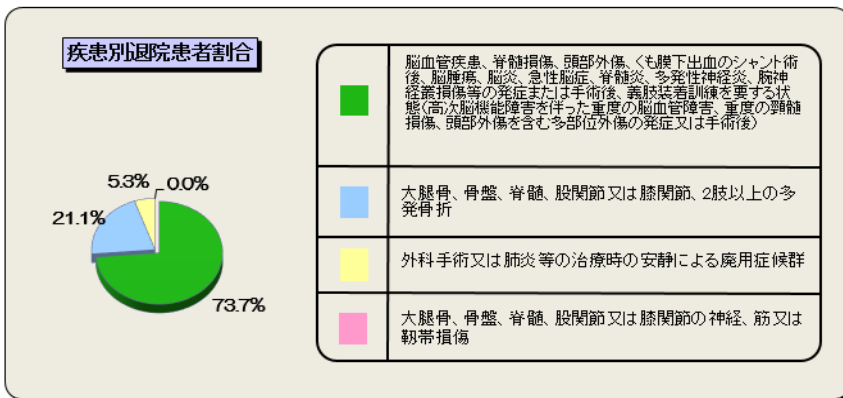 疾患別退院患者割合
5.3%
0.0%
21.1%
73.7%
脳血管疾患、脊髄損傷、頭部外傷、くも膜下出血のシャント術
後、脳腫瘍、脳炎、急性脳症、脊髄炎、多発性神経炎、腕神
経叢損傷等の発症または手術後、義肢装着訓練を要する状
態(高次脳機能障害を伴った重度の脳血管障害、重度の頸髄
損傷、頭部外傷を含む多部位外傷の発症又は手術後)
大腿骨、骨盤、脊髄、股関節又は膝関節、2肢以上の多
発骨折
外科手術又は肺炎等の治療時の安静による廃用症候群
大腿骨、骨盤、脊髄、股関節又は膝関節の神経、筋又は
靱帯損傷